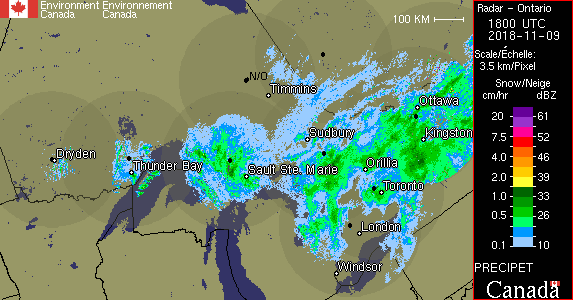 Environment Environnement
Canada Canada
100 KM
N/O
Timmins
Ottawa
Sudbury
Kingston
Dryden
Thunder Bay
Sault Ste. Marie
Orillia
Toronto
London
Windsor
Radar - Ontario
1800 UTC
2018-11-09
Scale/Échelle:
3.5 km/Pixel
Snow/Neige
cm/hr dBZ
20 61
7.5 52
4.0 46
2.0 39
1.0 33
0.5 26
0.1 10
PRECIPET
Canada